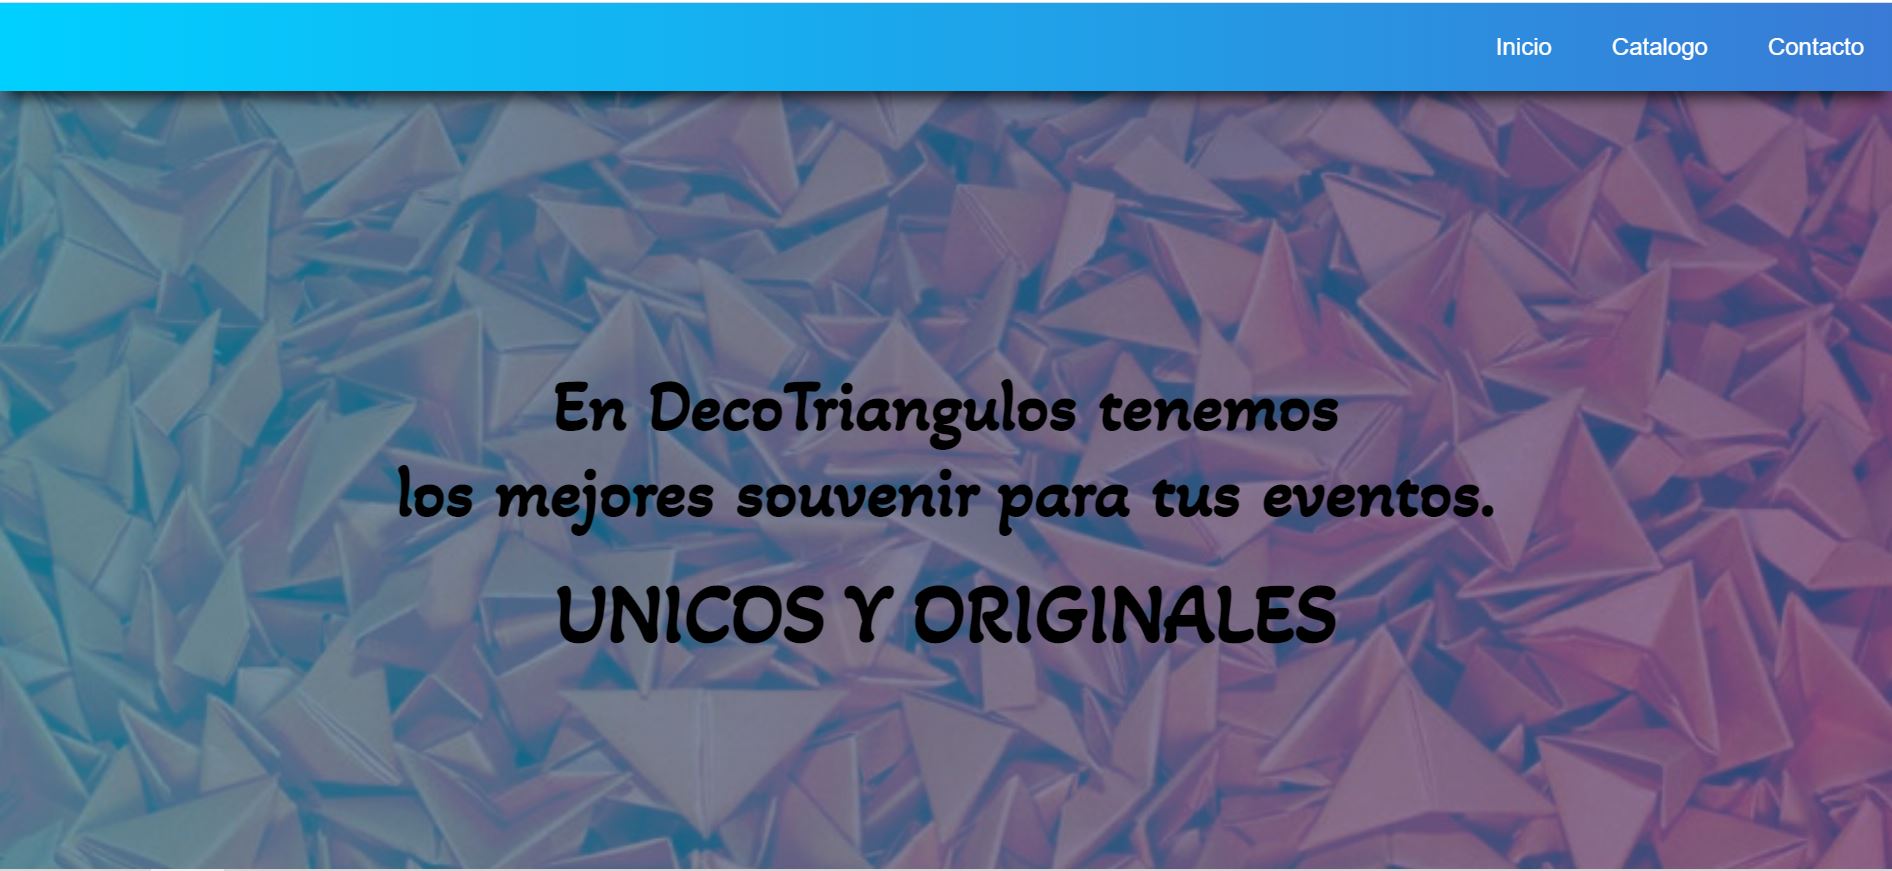 Inicio Catalogo Contacto
En DecoTriangulos tenemos
los mejores souvenir para tus eventos.
UNICOS Y ORIGINALES